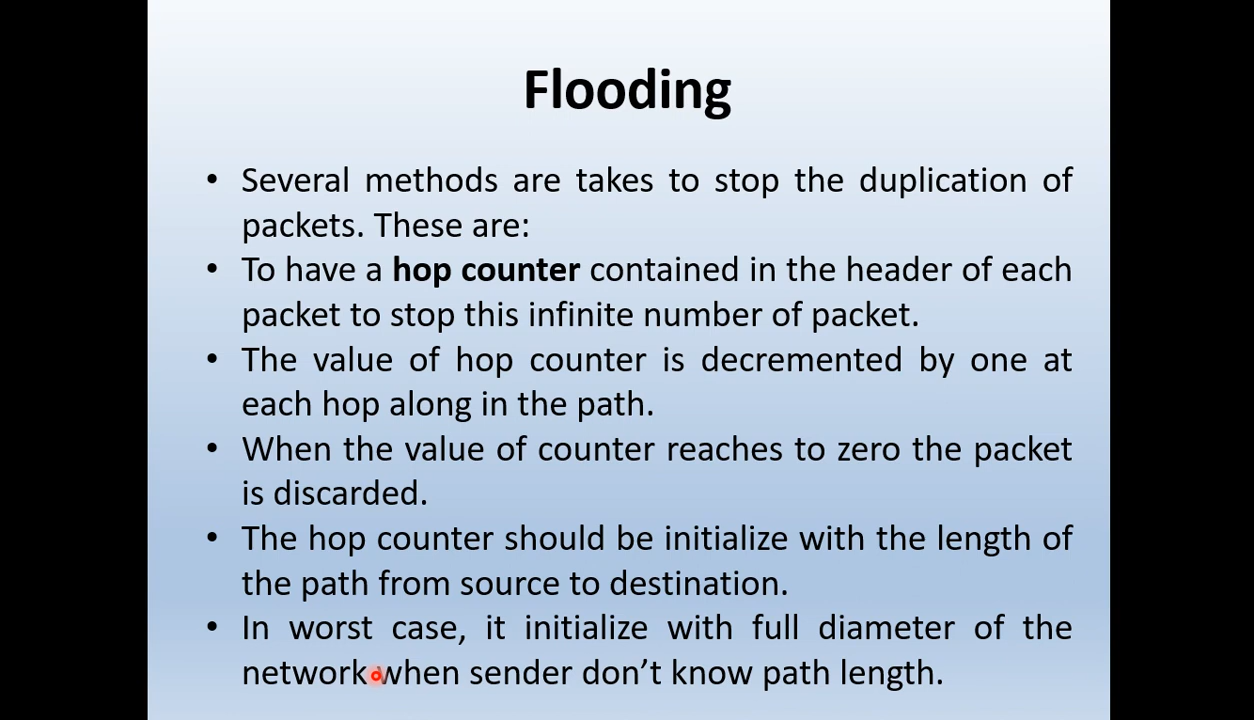 Flooding
• Several methods are takes to stop the duplication of
packets. These are:
• To have a hop counter contained in the header of each
packet to stop this infinite number of packet.
• The value of hop counter is decremented by one at
each hop along in the path.
• When the value of counter reaches to zero the packet
is discarded.
• The hop counter should be initialize with the length of
the path from source to destination.
• In worst case, it initialize with full diameter of the
network when sender don't know path length.